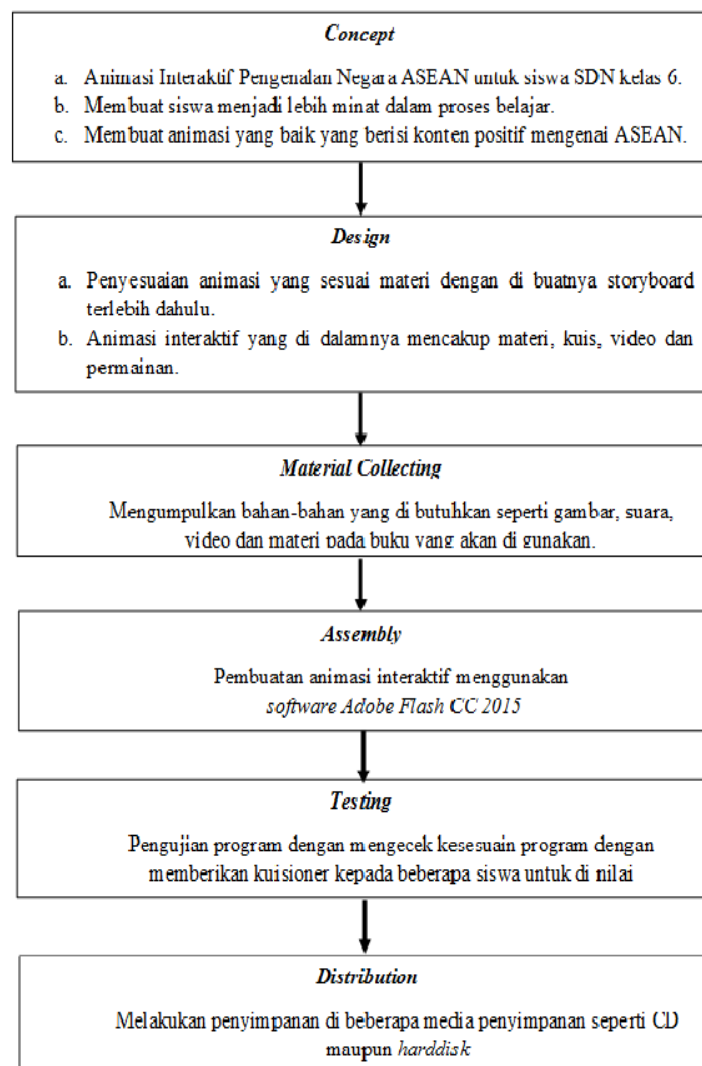 Concept
a. Animasi Interaktif Pengenalan Negara ASEAN untuk siswa SDN kelas 6.
b. Membuat siswa menjadi lebih minat dalam proses belajar.
c. Membuat animasi yang baik yang berisi konten positif mengenai ASEAN.
Design
a. Penyesuaian animasi yang sesuai materi dengan di buatnya storyboard
terlebih dahulu.
b. Animasi interaktif yang di dalamnya mencakup materi, kuis, video dan
permainan.
Material Collecting
Mengumpulkan bahan-bahan yang di butuhkan seperti gambar, suara,
video dan materi pada buku yang akan di gunakan.
Assembly
Pembuatan animasi interaktif menggunakan
software Adobe Flash CC 2015
Testing
Pengujian program dengan mengecek kesesuain program dengan
memberikan kuisioner kepada beberapa siswa untuk di nilai
Distribution
Melakukan penyimpanan di beberapa media penyimpanan seperti CD
maupun harddisk